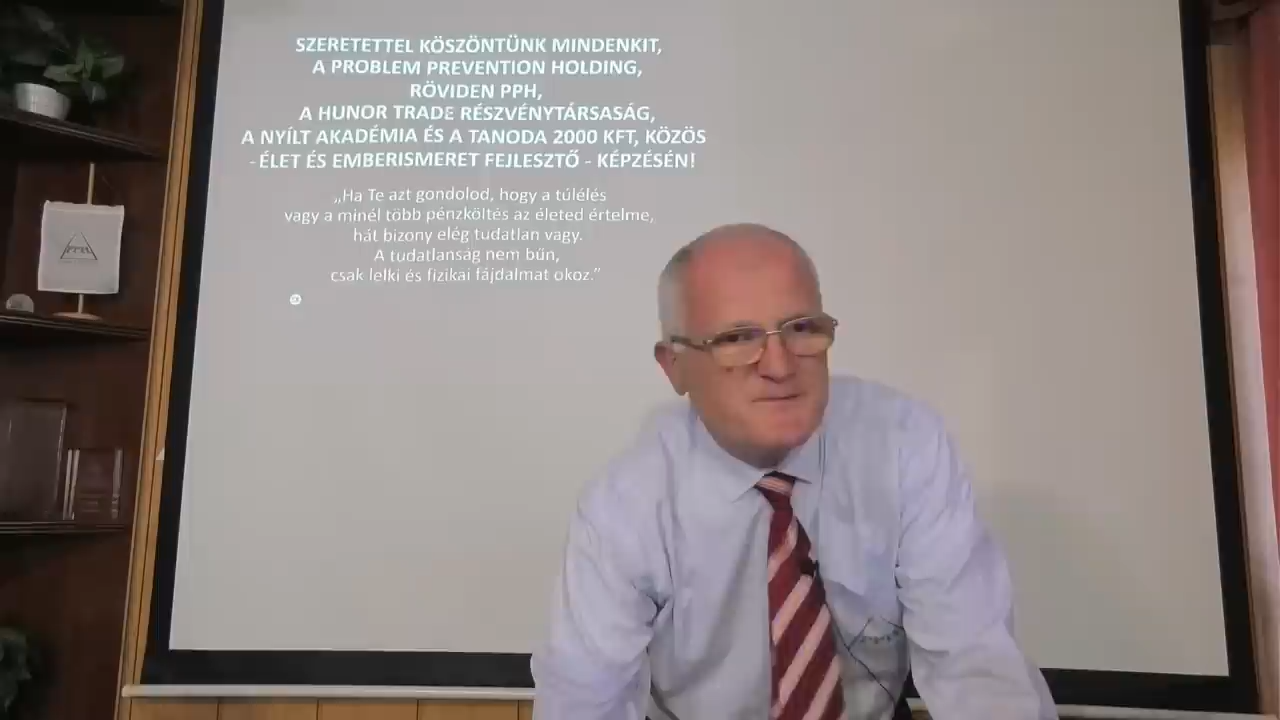 SZERETETTEL KÖSZÖNTÜNK MINDENKIT,
A PROBLEM PREVENTION HOLDING,
RÖVIDEN PPH,
A HUNOR TRADE RÉSZVÉNYTÁRSASÁG,
A NYÍLT AKADÉMIA ÉS A TANODA 2000 KFT, KÖZÖS
- ÉLET ÉS EMBERISMERET FEJLESZTŐ - KÉPZÉSÉN!
„Ha Te azt gondolod, hogy a túlélés
vagy a minél több pénzköltés az életed értelme,
hát bizony elég tudatlan vagy.
A tudatlanság nem bűn,
csak lelki és fizikai fájdalmat okoz.”